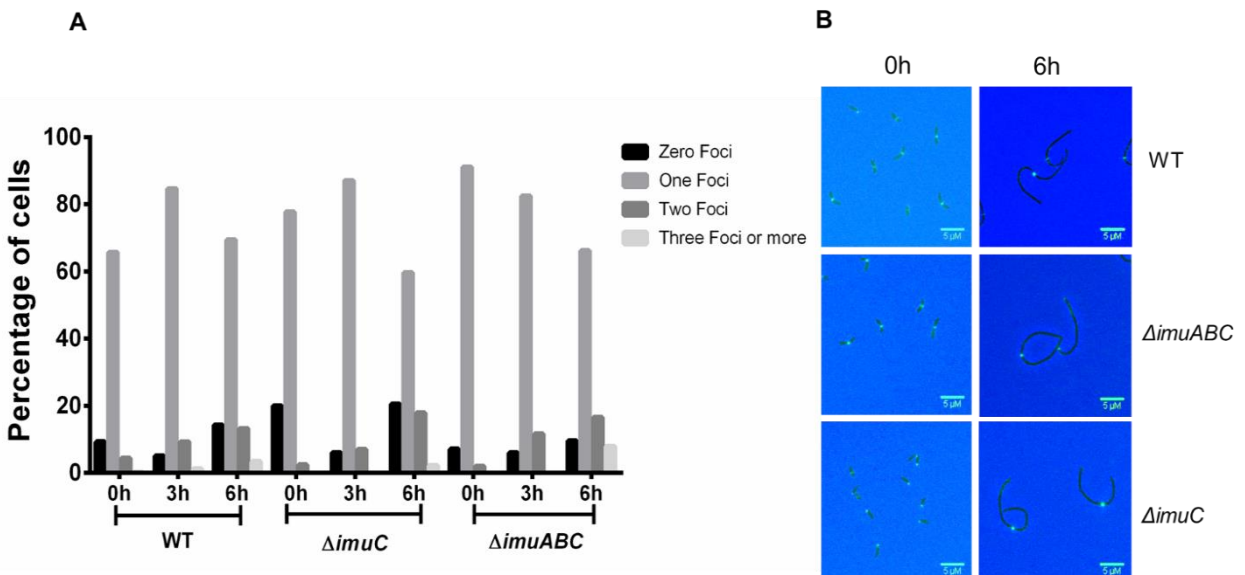 A
Percentage of cells
100
80
60
40
20
0
0h 3h 6h 0h 3h 6h 0h 3h 6h
WT ΔimuC ΔimuABC
Zero Foci
One Foci
Two Foci
Three Foci or more
B
0h 6h
5 µM 5 µM WT
5 µM 5 µM ΔimuABC
5 µM 5 µM ΔimuC